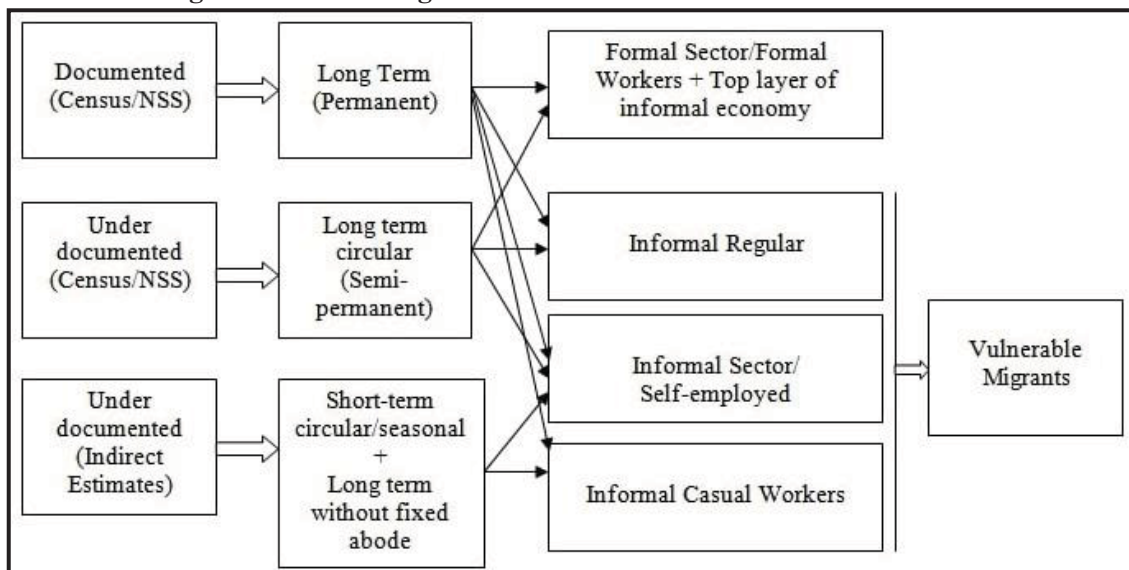 Documented
(Census/NSS)
Long Term
(Permanent)
Formal Sector/Formal
Workers + Top layer of
informal economy
Under
documented
(Census/NSS)
Long term
circular
(Semi-
permanent)
Informal Regular
Informal Sector/
Self-employed
Vulnerable
Migrants
Under
documented
(Indirect
Estimates)
Short-term
circular/seasonal
+
Long term
without fixed
abode
Informal Casual Workers